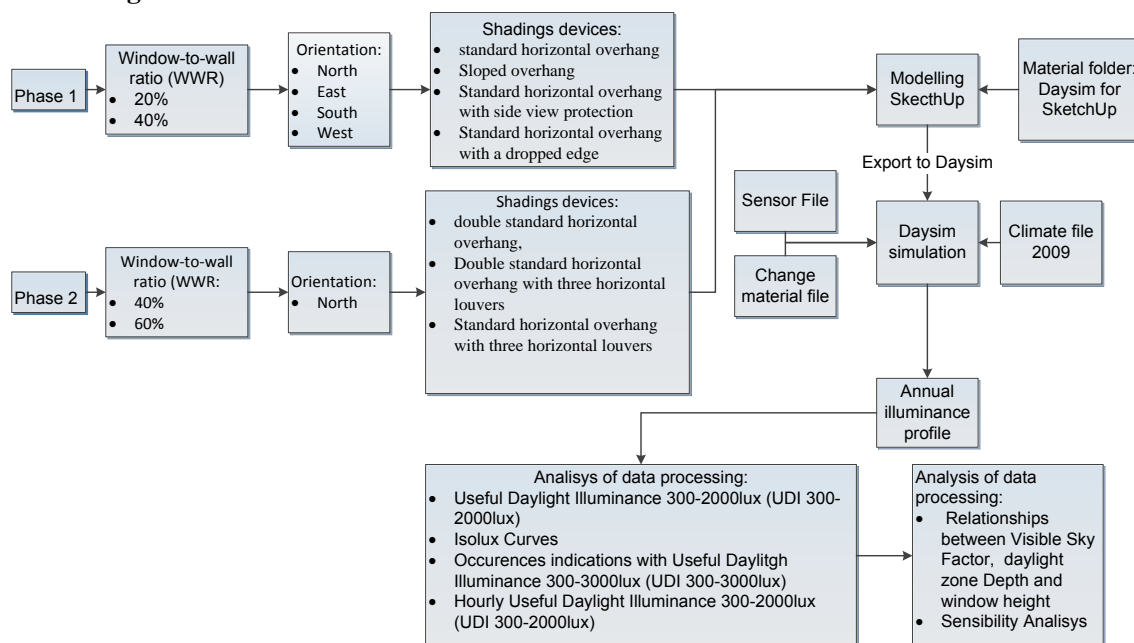 Phase 1
Window-to-wall
ratio (WWR)
• 20%
• 40%
Orientation:
• North
• East
• South
• West
Shadings devices:
• standard horizontal overhang
• Sloped overhang
• Standard horizontal overhang
with side view protection
• Standard horizontal overhang
with a dropped edge
Modelling
SkecthUp
Material folder:
Daysim for
SketchUp
Export to Daysim
Sensor File
Change
material file
Daysim
simulation
Climate file
2009
Phase 2
Window-to-wall
ratio (WWR:
• 40%
• 60%
Orientation:
• North
Shadings devices:
• double standard horizontal
overhang,
• Double standard horizontal
overhang with three horizontal
louvers
• Standard horizontal overhang
with three horizontal louvers
Annual
illuminance
profile
Analisys of data processing:
• Useful Daylight Illuminance 300-2000lux (UDI 300-
2000lux)
• Isolux Curves
• Occurences indications with Useful Daylitgh
Illuminance 300-3000lux (UDI 300-3000lux)
• Hourly Useful Daylight Illuminance 300-2000lux
(UDI 300-2000lux)
Analysis of data
processing:
• Relationships
between Visible Sky
Factor, daylight
zone Depth and
window height
• Sensibility Analisys